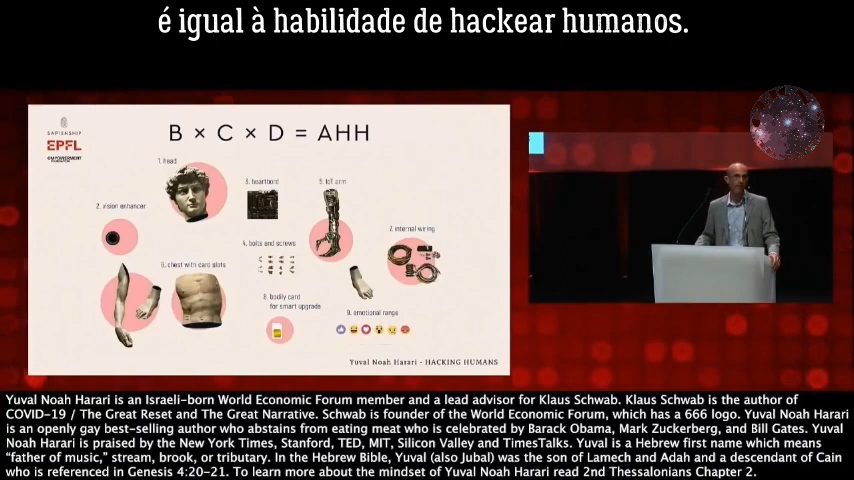 é igual à habilidade de hackear humanos.
SAPIENSHIP
EPFL
EMPOWERMENT
B × C × D = AHH
1. head
2. vision enhancer
3. heartbord
5. IoT arm
7. internal wiring
4. bolts and screws
6. chest with card slots
8. bodily card
for smart upgrade
9. emotional range
Yuval Noah Harari - HACKING HUMANS
Yuval Noah Harari is an Israeli-born World Economic Forum member and a lead advisor for Klaus Schwab. Klaus Schwab is the author of
COVID-19 / The Great Reset and The Great Narrative. Schwab is founder of the World Economic Forum, which has a 666 logo. Yuval Noah Harari
is an openly gay best-selling author who abstains from eating meat who is celebrated by Barack Obama, Mark Zuckerberg, and Bill Gates. Yuval
Noah Harari is praised by the New York Times, Stanford, TED, MIT, Silicon Valley and TimesTalks. Yuval is a Hebrew first name which means
“father of music,” stream, brook, or tributary. In the Hebrew Bible, Yuval (also Jubal) was the son of Lamech and Adah and a descendant of Cain
who is referenced in Genesis 4:20-21. To learn more about the mindset of Yuval Noah Harari read 2nd Thessalonians Chapter 2.